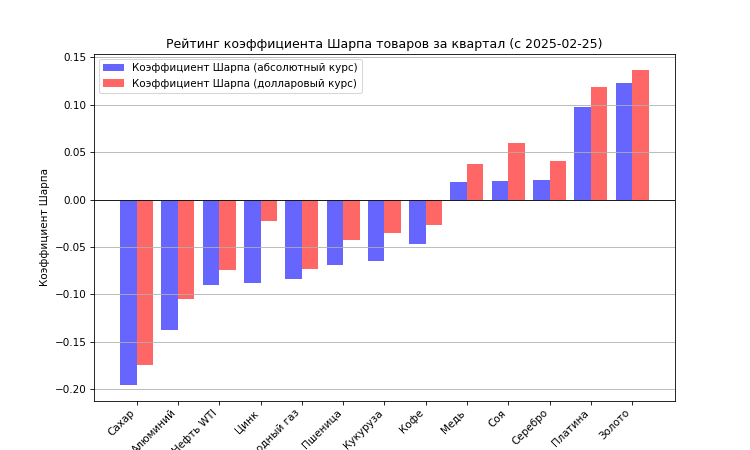 Рейтинг коэффициента Шарпа товаров за квартал (с 2025-02-25)
Коэффициент Шарпа (абсолютный курс)
Коэффициент Шарпа (долларовый курс)
Коэффициент Шарпа
0.15
0.10
0.05
0.00
−0.05
−0.10
−0.15
−0.20
Сахар
Алюминий
Нефть WTI
Цинк
газ
Пшеница
Кукуруза
Кофе
Медь
Соя
Серебро
Платина
Золото